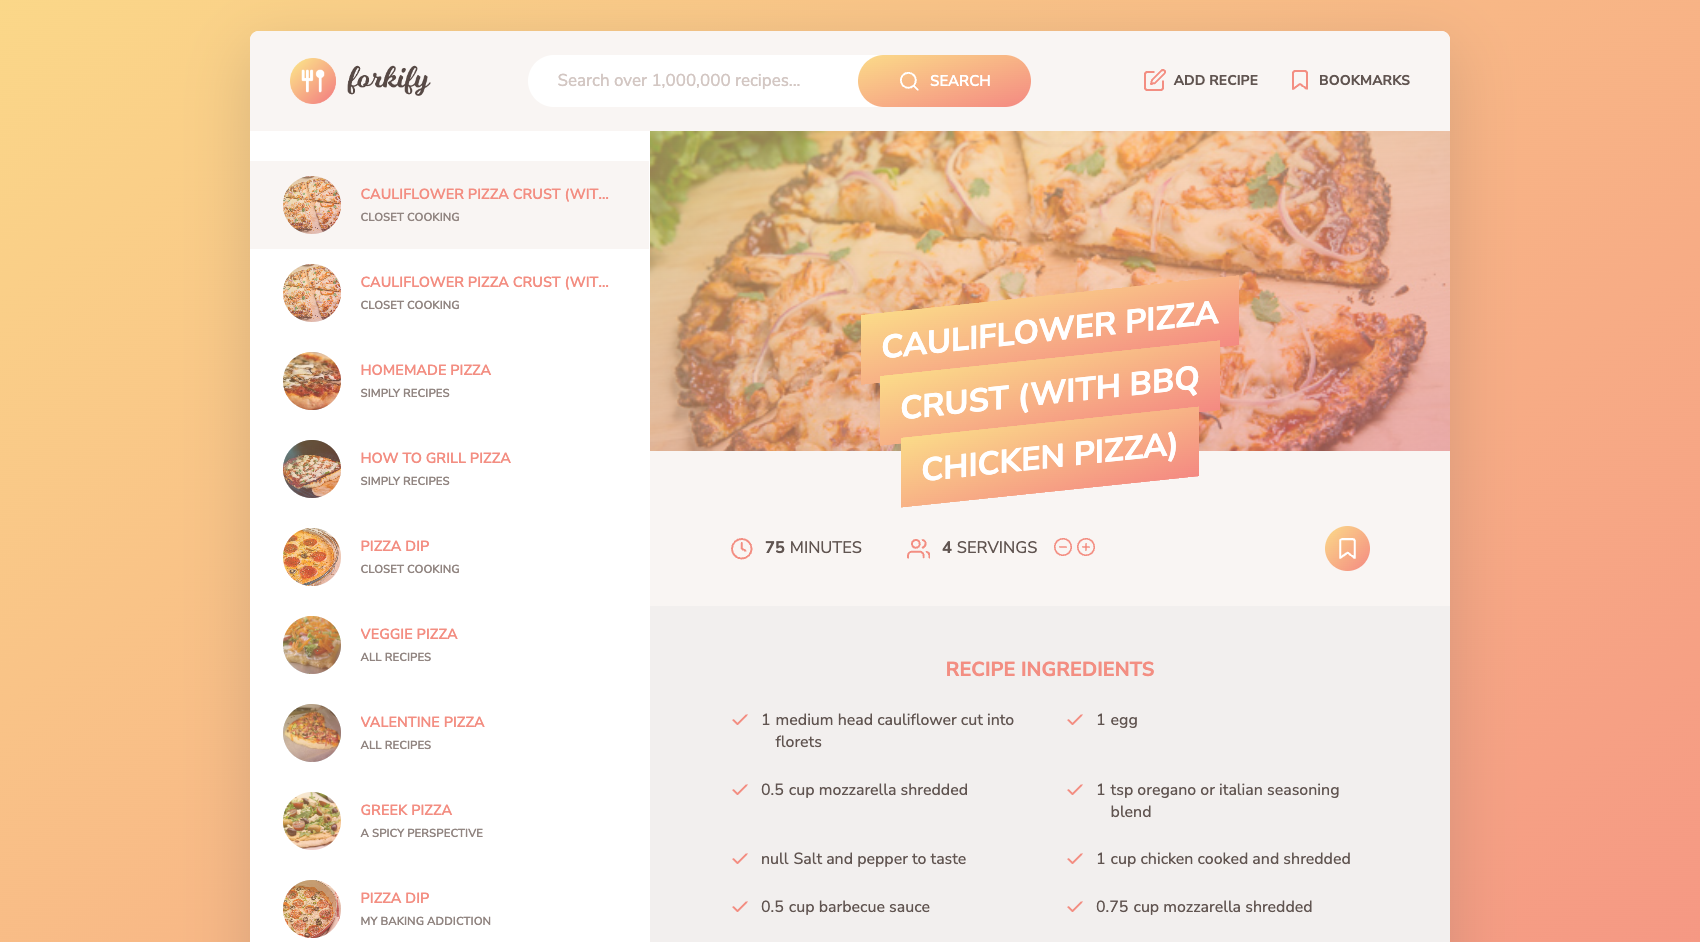 forkify
Search over 1,000,000 recipes...
SEARCH
ADD RECIPE
BOOKMARKS
CAULIFLOWER PIZZA CRUST (WIT...
CLOSET COOKING
CAULIFLOWER PIZZA CRUST (WIT...
CLOSET COOKING
HOMEMADE PIZZA
SIMPLY RECIPES
HOW TO GRILL PIZZA
SIMPLY RECIPES
PIZZA DIP
CLOSET COOKING
VEGGIE PIZZA
ALL RECIPES
VALENTINE PIZZA
ALL RECIPES
GREEK PIZZA
A SPICY PERSPECTIVE
PIZZA DIP
MY BAKING ADDICTION
CAULIFLOWER PIZZA
CRUST (WITH BBQ
CHICKEN PIZZA)
75 MINUTES
4 SERVINGS
RECIPE INGREDIENTS
1 medium head cauliflower cut into
florets
1 egg
0.5 cup mozzarella shredded
1 tsp oregano or italian seasoning
blend
null Salt and pepper to taste
1 cup chicken cooked and shredded
0.5 cup barbecue sauce
0.75 cup mozzarella shredded